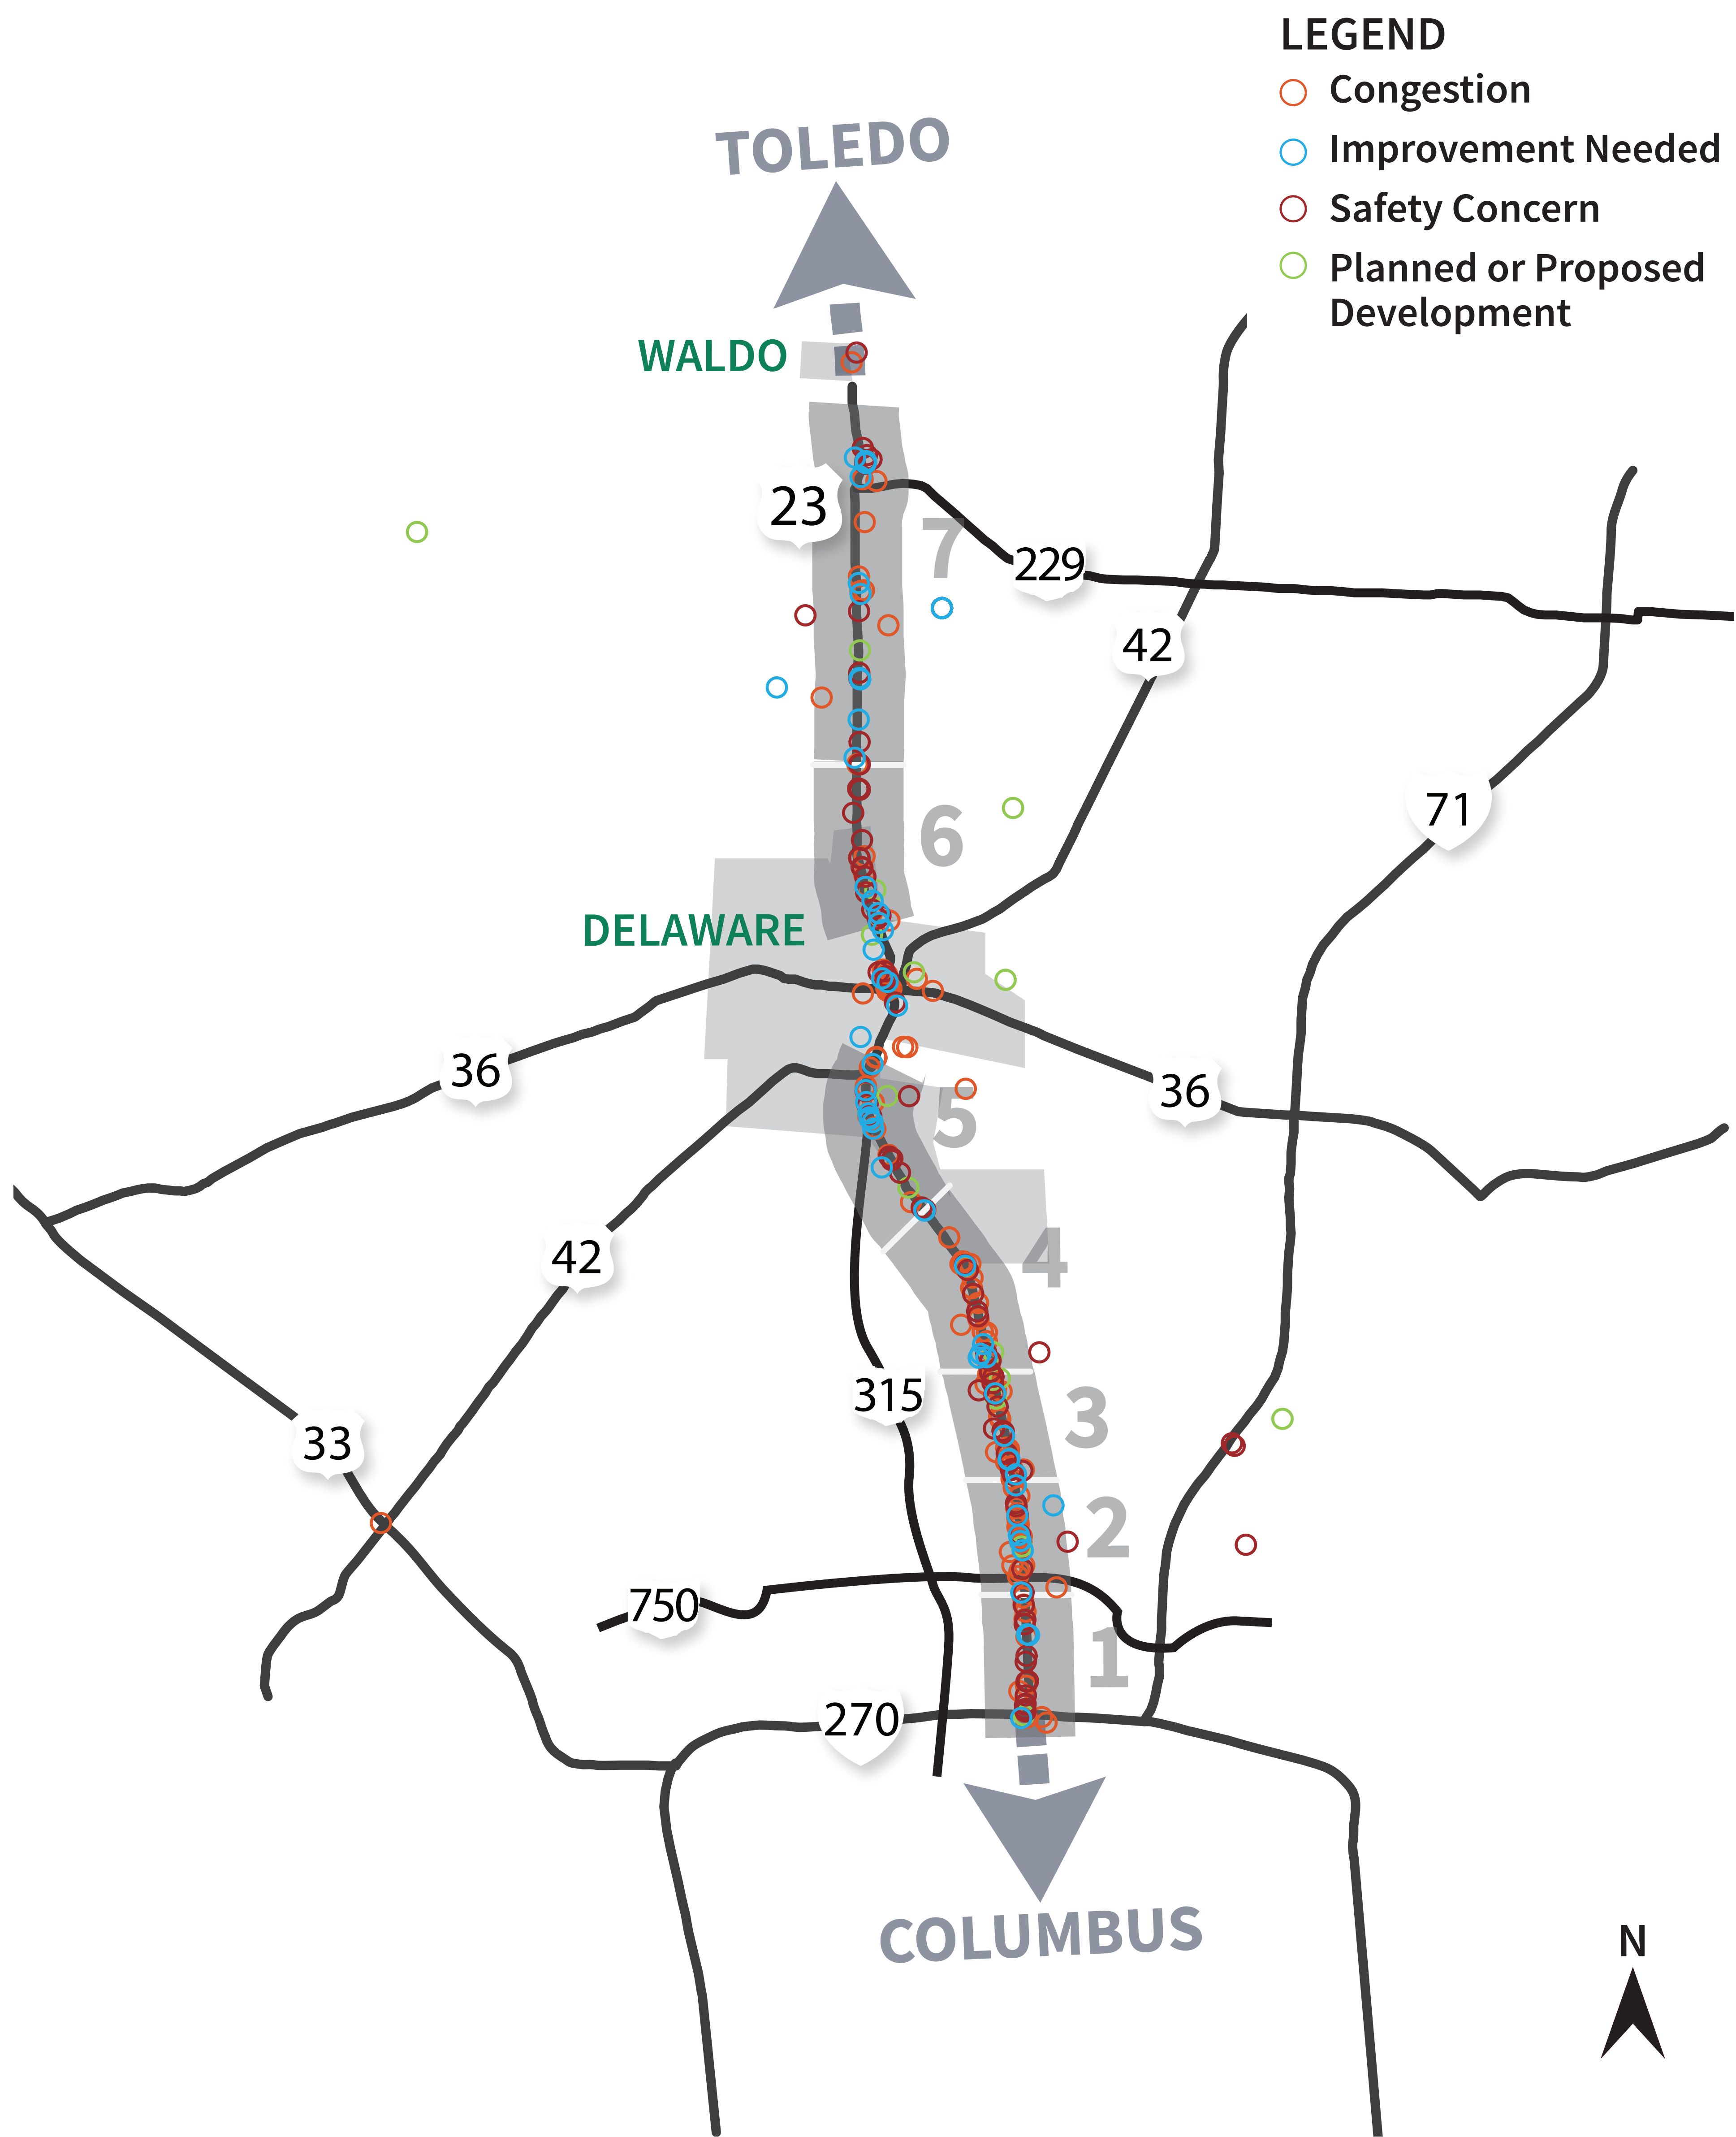 LEGEND
Congestion
Improvement Needed
Safety Concern
Planned or Proposed
Development
TOLEDO
WALDO
23
7
229
42
71
6
DELAWARE
36
36
5
42
4
315
3
33
2
750
1
270
COLUMBUS
N